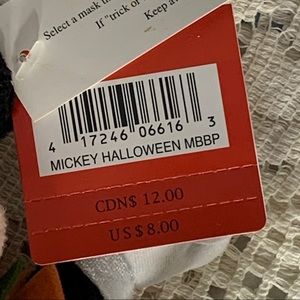 Select a mask
If "trick or
Keep
4 17246 06616 3
MICKEY HALLOWEEN MBBP
CDN$ 12.00
US $ 8.00